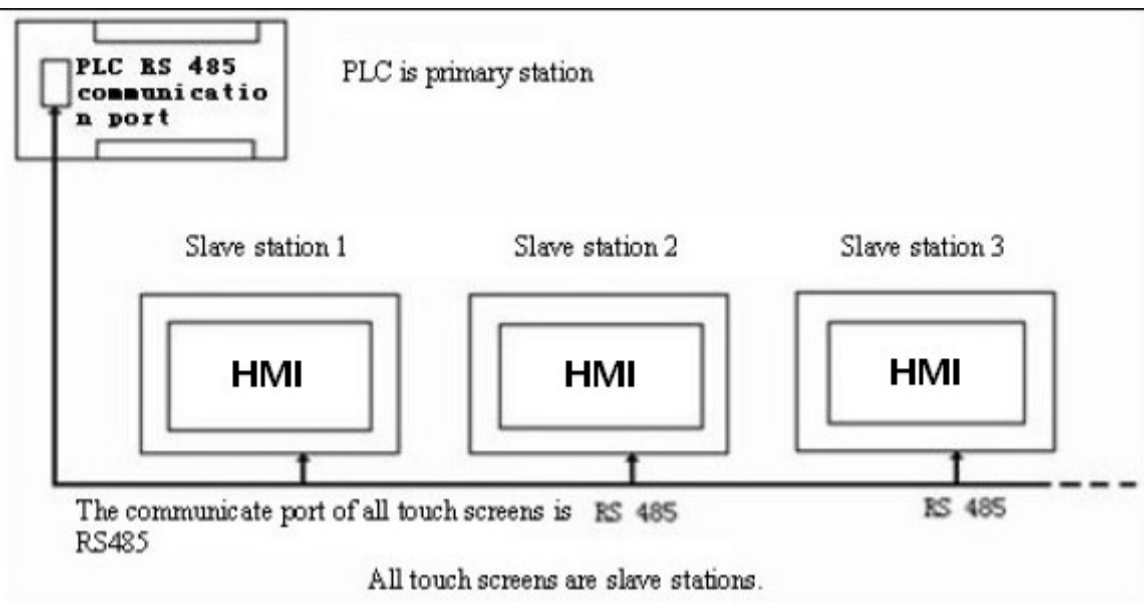 PLC RS 485
communicatio
n port
PLC is primary station
Slave station 1
Slave station 2
Slave station 3
HMI
HMI
HMI
The communicate port of all touch screens is RS 485
RS485
RS 485
All touch screens are slave stations.